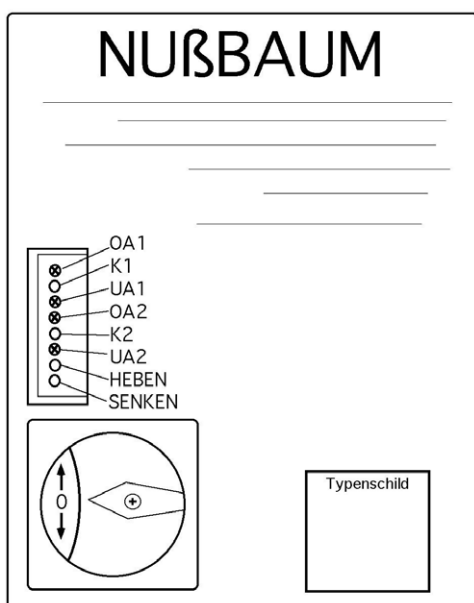 NUßBAUM
OA1
K1
UA1
OA2
K2
UA2
HEBEN
SENKEN
0
Typenschild